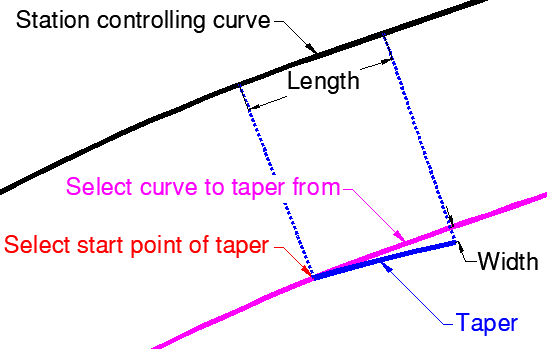 Station controlling curve
Length
Select curve to taper from
Select start point of taper
Width
Taper